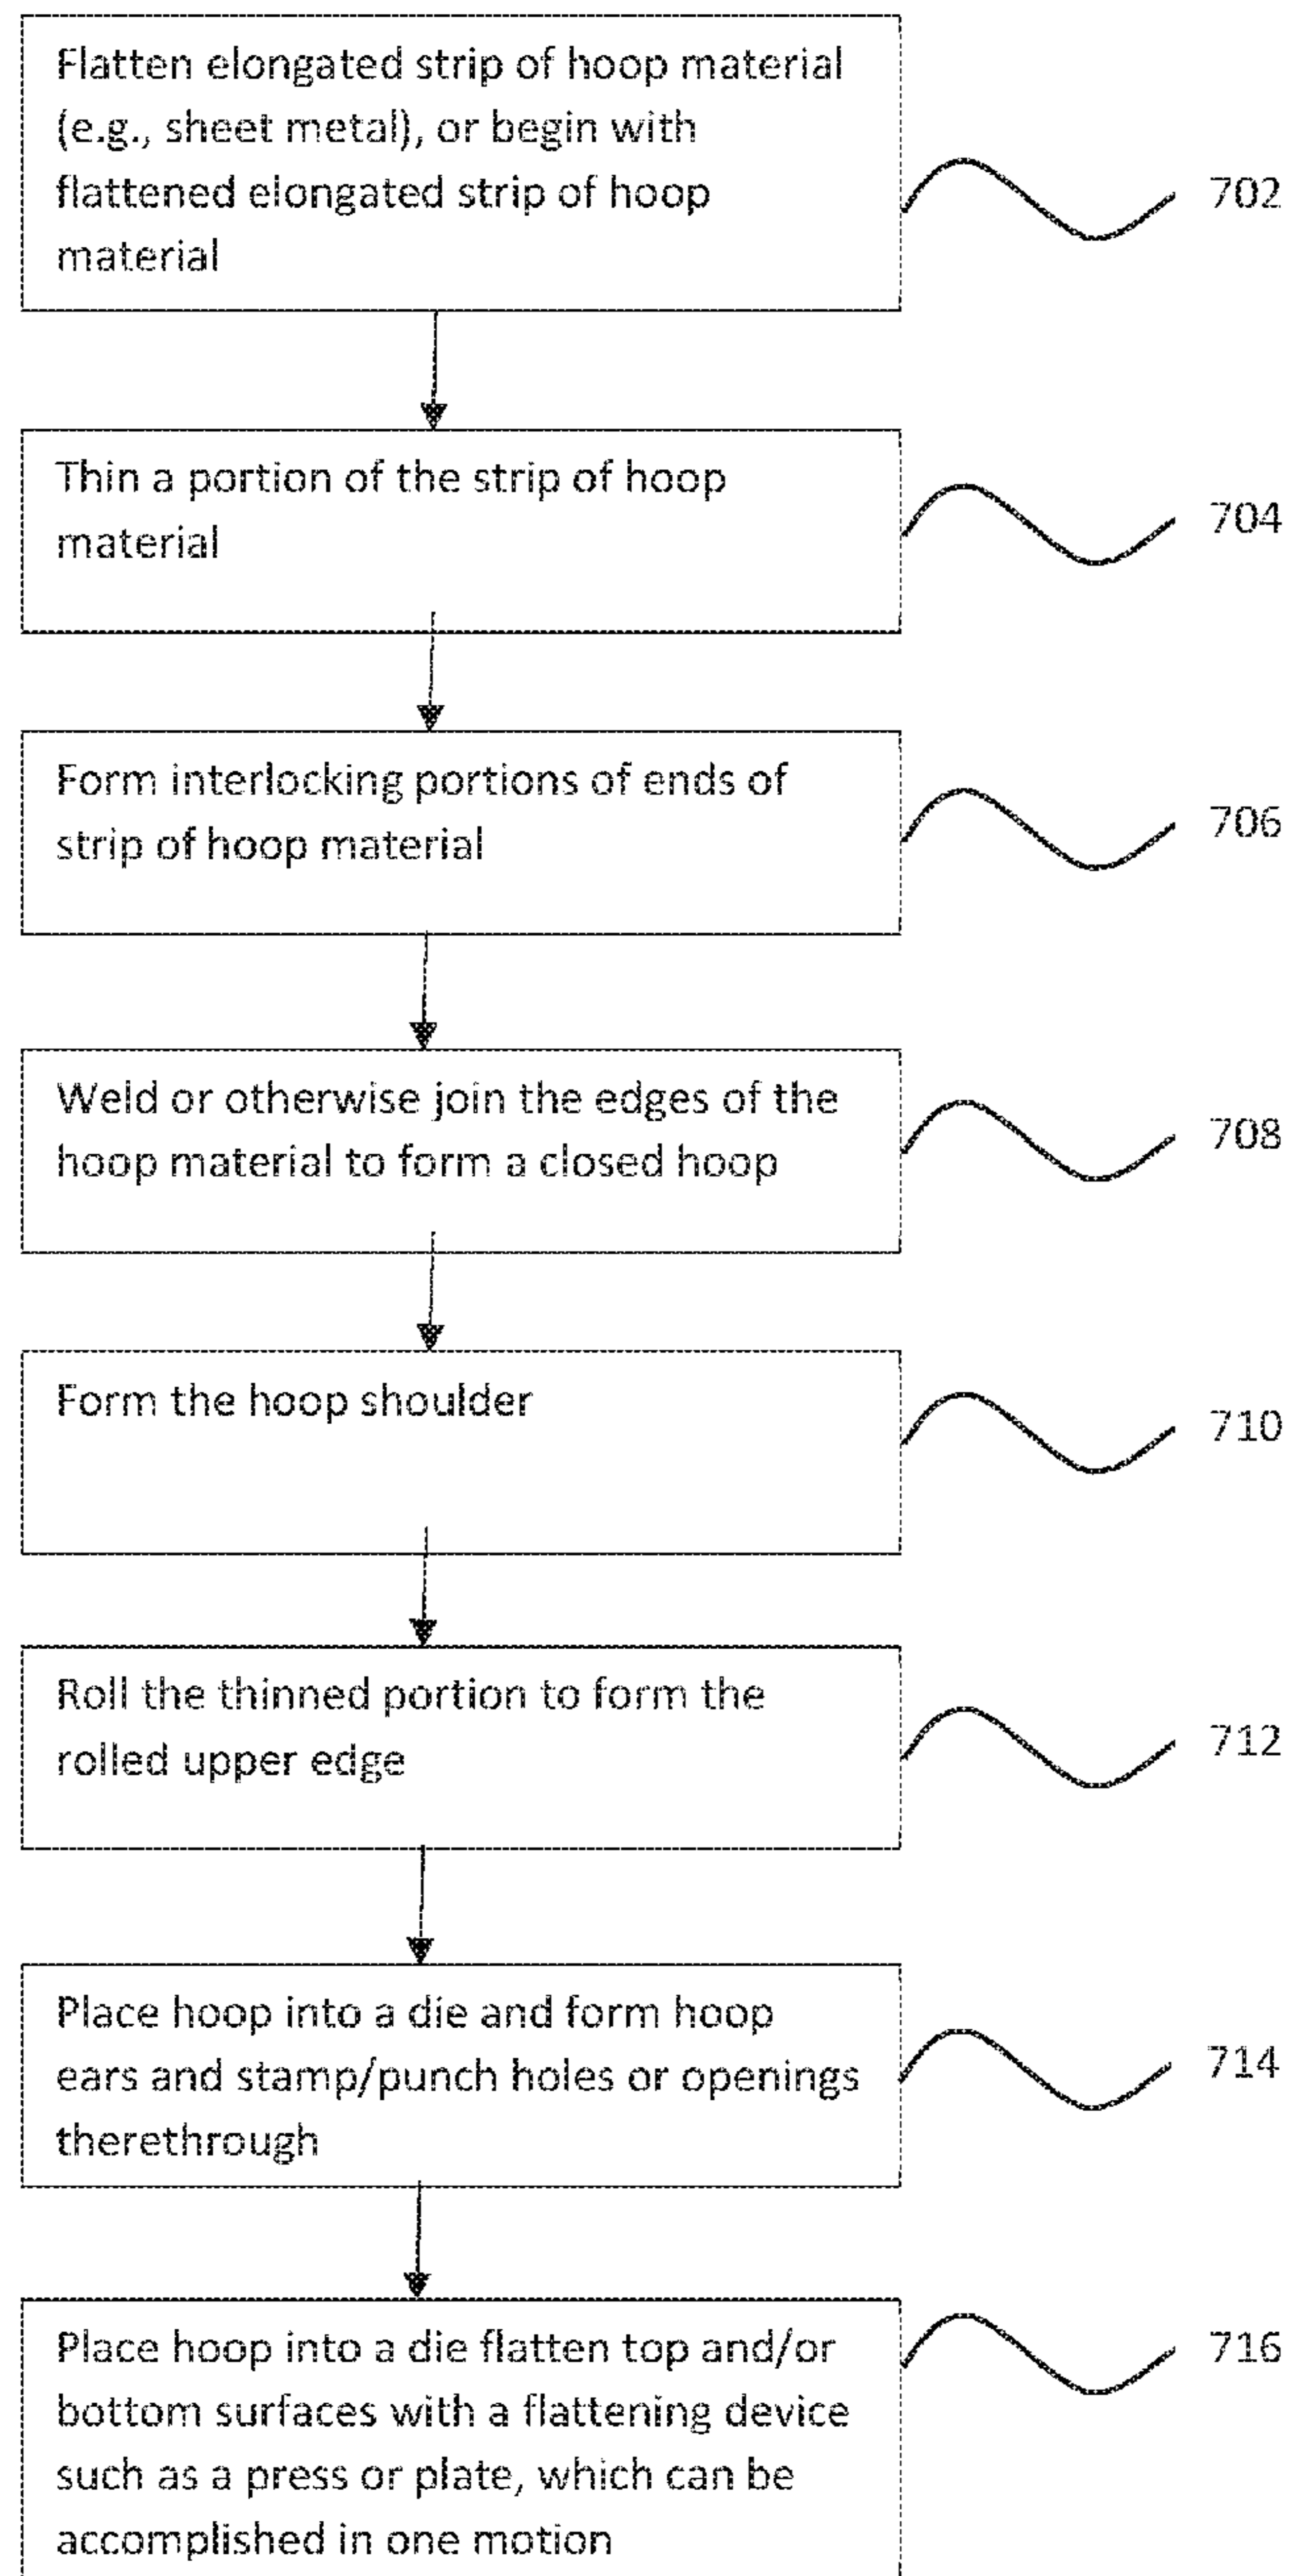 Flatten elongated strip of hoop material
(e.g., sheet metal), or begin with
flattened elongated strip of hoop
material
702
Thin a portion of the strip of hoop
material
704
Form interlocking portions of ends of
strip of hoop material
706
Weld or otherwise join the edges of the
hoop material to form a closed hoop
708
Form the hoop shoulder
710
Roll the thinned portion to form the
rolled upper edge
712
Place hoop into a die and form hoop
ears and stamp/punch holes or openings
therethrough
714
Place hoop into a die flatten top and/or
bottom surfaces with a flattening device
such as a press or plate, which can be
accomplished in one motion
716